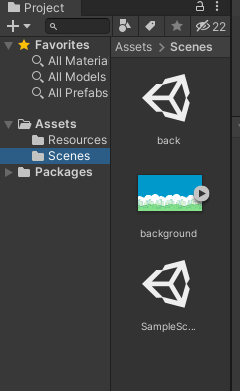 Project
22
Favorites
All Materia
All Models
All Prefabs
Assets
Resources
Scenes
Packages
Assets > Scenes
back
background
SampleSc...